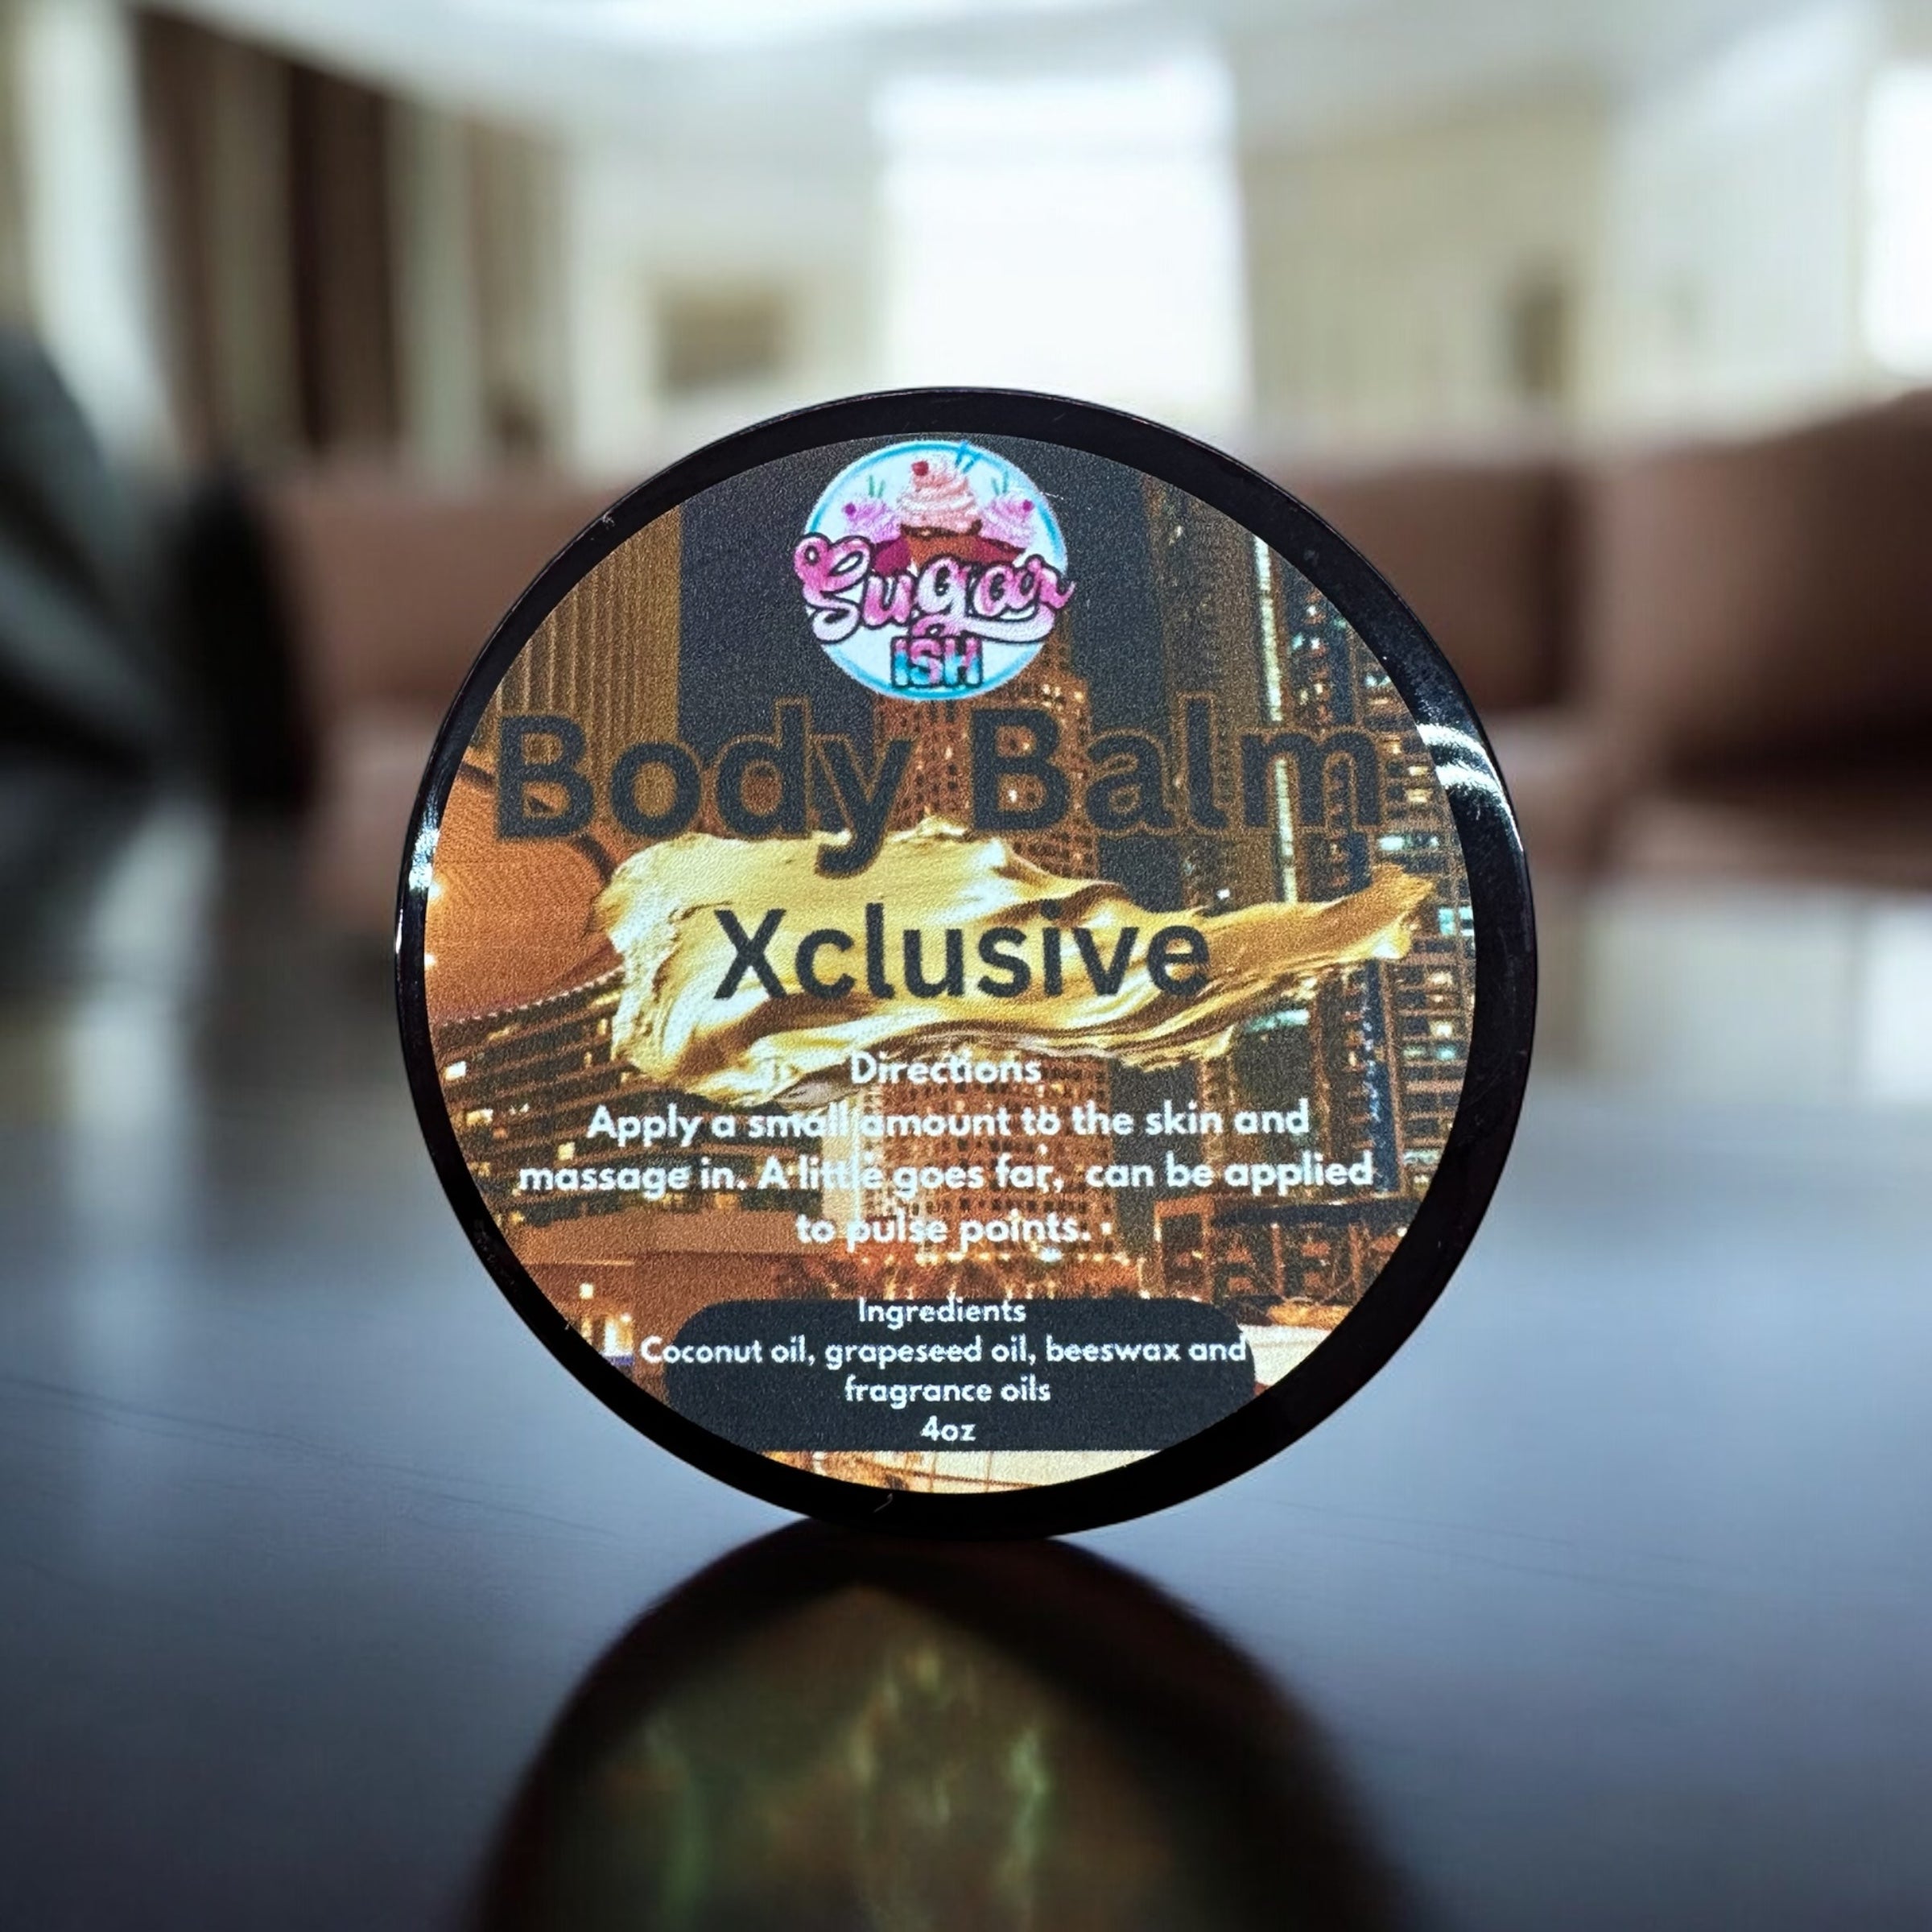 Sugar
ISH
Body Balm
Xclusive
Directions
Apply a small amount to the skin and
massage in. A little goes far, can be applied
to pulse points.
Ingredients
Coconut oil, grapeseed oil, beeswax and
fragrance oils
4oz